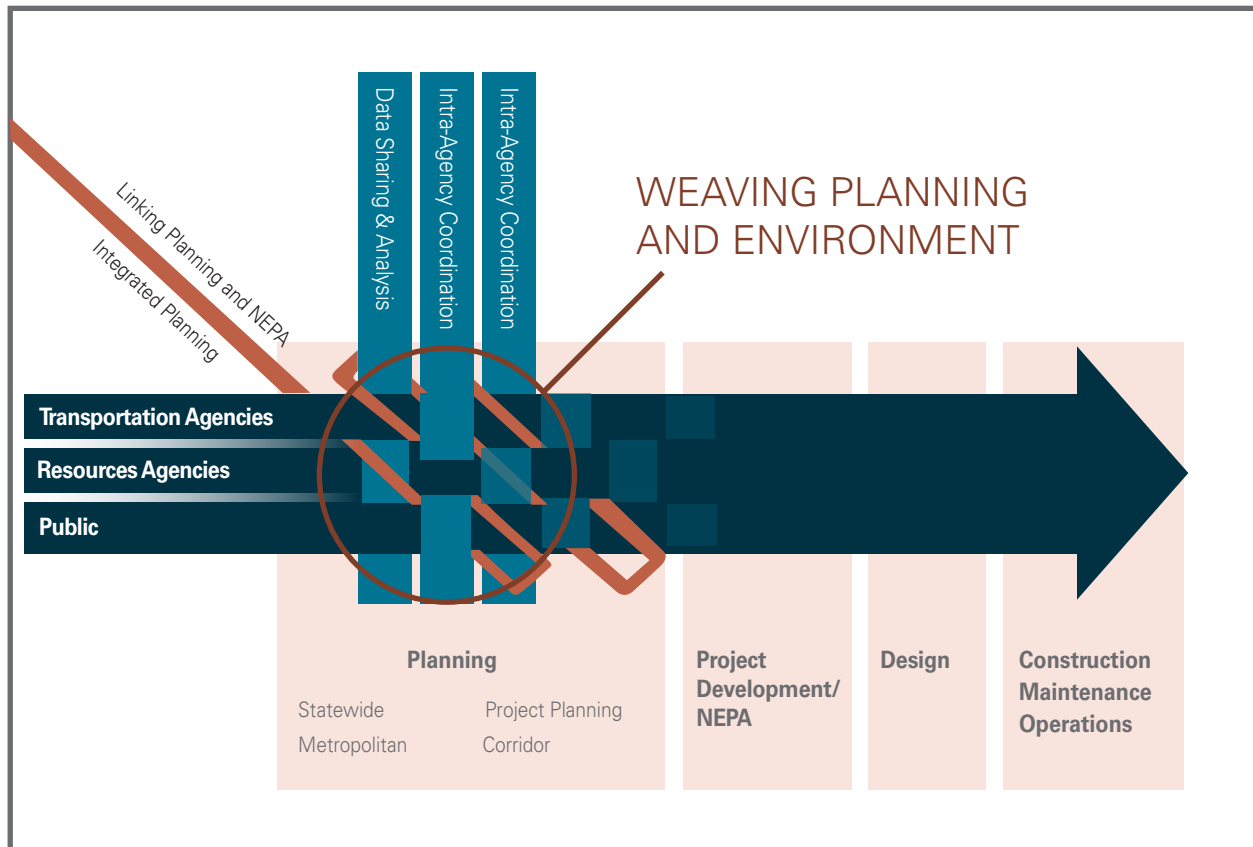 Data Sharing & Analysis
Intra-Agency Coordination
Intra-Agency Coordination
WEAVING PLANNING
AND ENVIRONMENT
Linking Planning and NEPA
Integrated Planning
Transportation Agencies
Resources Agencies
Public
Planning
Statewide
Metropolitan
Project Planning
Corridor
Project
Development/
NEPA
Design
Construction
Maintenance
Operations